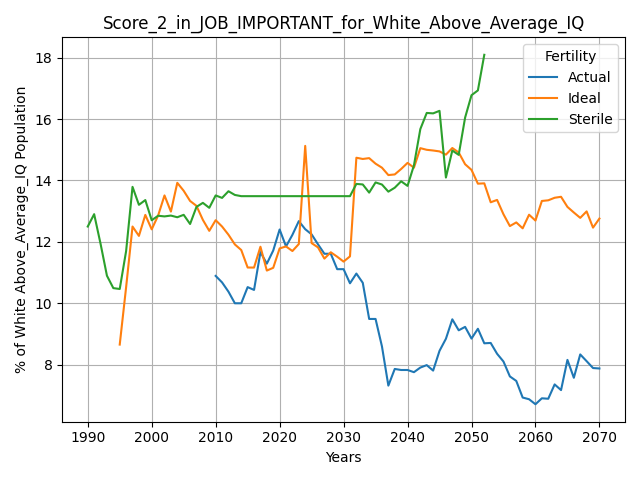 Score_2_in_JOB_IMPORTANT_for_White_Above_Average_IQ
% of White Above_Average_IQ Population
18
16
14
12
10
8
Fertility
Actual
Ideal
Sterile
1990 2000 2010 2020 2030 2040 2050 2060 2070
Years